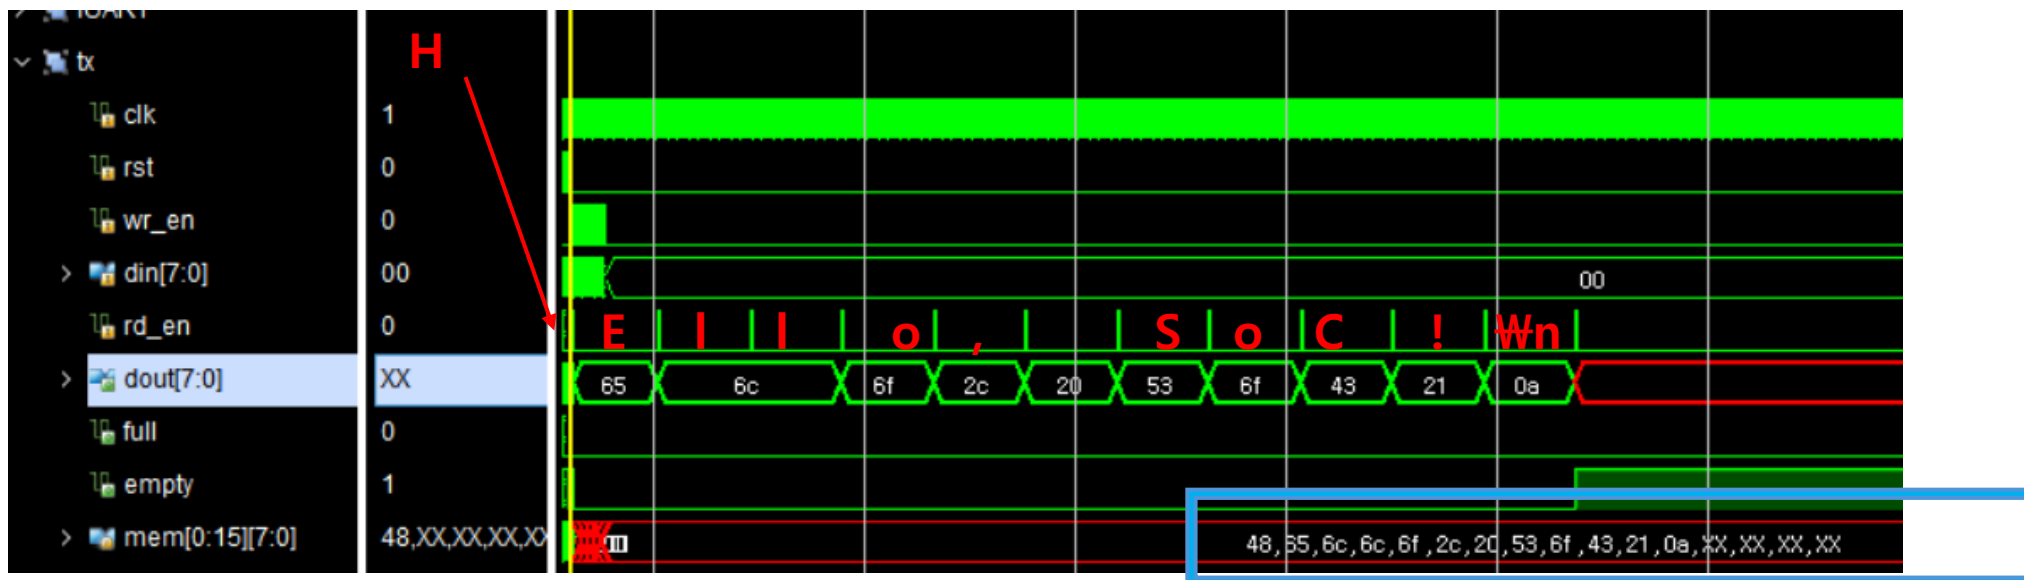 tx
H
clk 1
rst 0
wr_en 0
din[7:0] 00 00
rd_en 0 E l l o , S o C ! ₩n
dout[7:0] XX 65 6c 6f 2c 20 53 6f 43 21 0a
full 0
empty 1
mem[0:15][7:0] 48,XX,XX,XX,XX 48,65,6c,6c,6f,2c,20,53,6f,43,21,0a,XX,XX,XX,XX